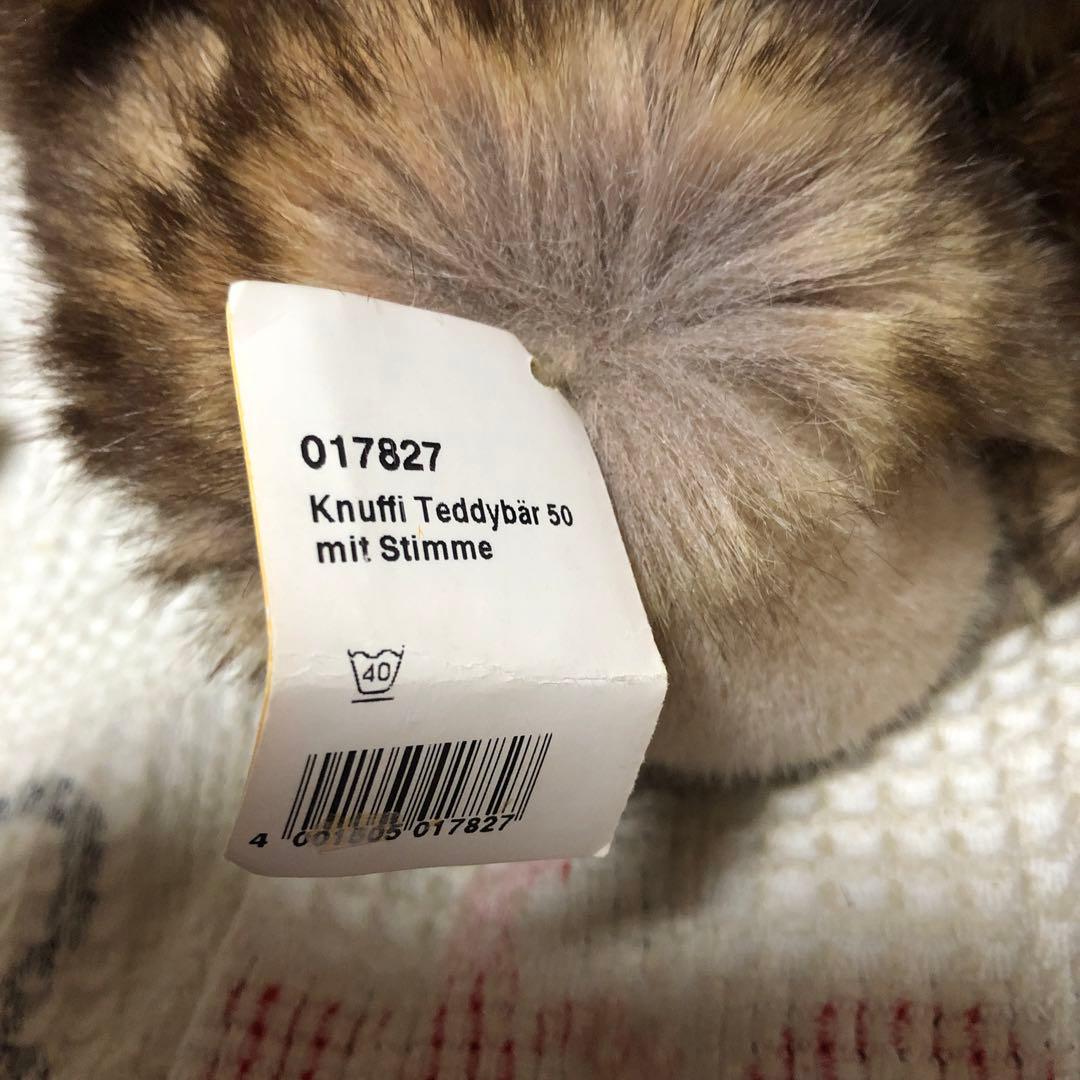 017827
Knuffi Teddybär 50
mit Stimme
40
4 001505 017827